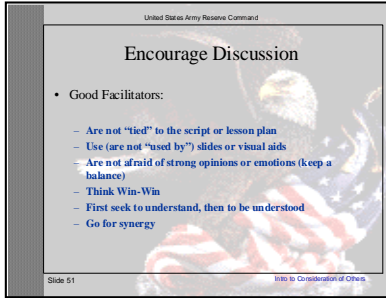 United States Army Reserve Command
Encourage Discussion
• Good Facilitators:
– Are not “tied” to the script or lesson plan
– Use (are not “used by”) slides or visual aids
– Are not afraid of strong opinions or emotions (keep a
balance)
– Think Win-Win
– First seek to understand, then to be understood
– Go for synergy
Slide 51
Intro to Consideration of Others